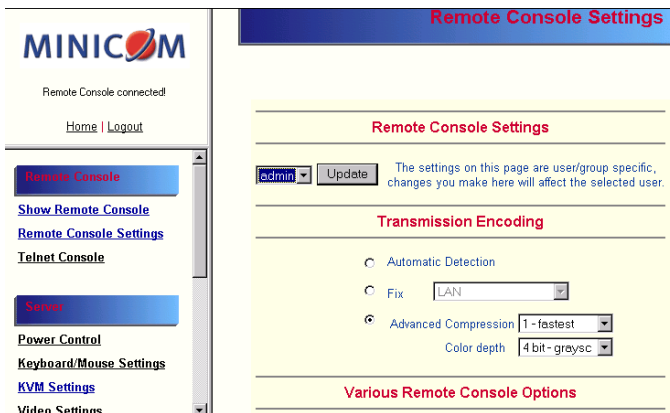 MINICOM
Remote Console connected!
Home | Logout
Remote Console
Show Remote Console
Remote Console Settings
Telnet Console
Server
Power Control
Keyboard/Mouse Settings
KVM Settings
Video Settings
Remote Console Settings
Remote Console Settings
admin Update
The settings on this page are user/group specific,
changes you make here will affect the selected user.
Transmission Encoding
Automatic Detection
Fix LAN
Advanced Compression 1 - fastest
Color depth 4 bit - graysc
Various Remote Console Options